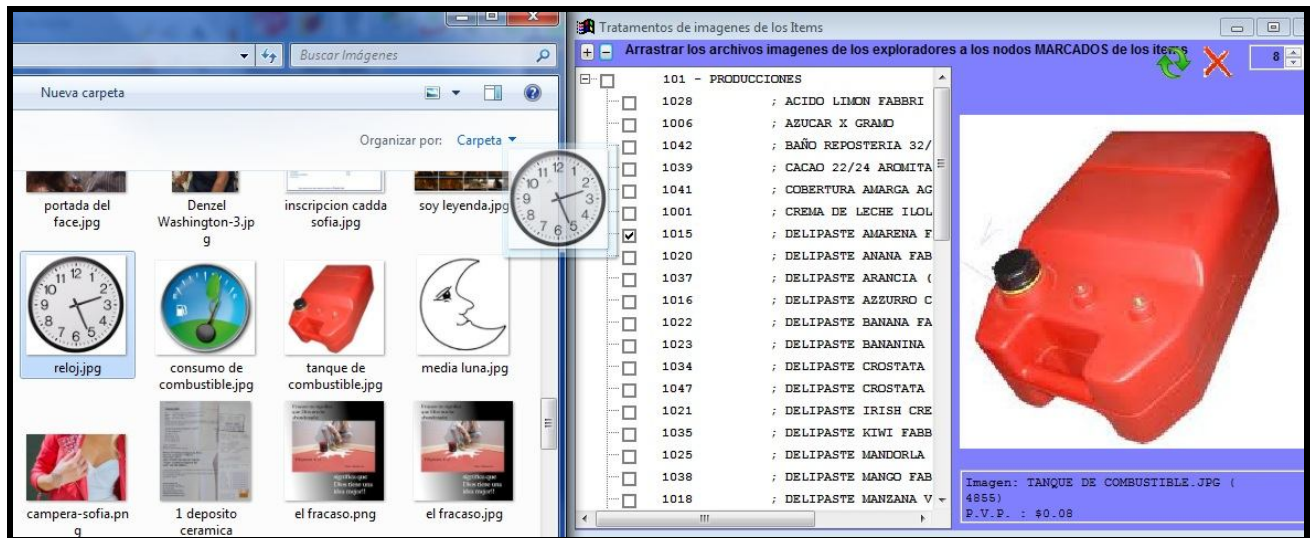 Buscar Imágenes
Nueva carpeta
Organizar por: Carpeta
portada del
face.jpg
Denzel
Washington-3.jp
g
inscripcion cadda
sofia.jpg
soy leyenda.jpg
reloj.jpg
consumo de
combustible.jpg
tanque de
combustible.jpg
media luna.jpg
campera-sofia.pn
g
1 deposito
ceramica
el fracaso.png
el fracaso.jpg
Tratamentos de imagenes de los Items
Arrastrar los archivos imagenes de los exploradores a los nodos MARCADOS de los items
8
101 - PRODUCCIONES
1028 ; ACIDO LIMON FABBRI
1006 ; AZUCAR X GRAMO
1042 ; BAÑO REPOSTERIA 32/
1039 ; CACAO 22/24 AROMITA
1041 ; COBERTURA AMARGA AG
1001 ; CREMA DE LECHE ILOL
1015 ; DELIPASTE AMARENA F
1020 ; DELIPASTE ANANA FAB
1037 ; DELIPASTE ARANCIA (
1016 ; DELIPASTE AZZURRO C
1022 ; DELIPASTE BANANA FA
1023 ; DELIPASTE BANANINA
1034 ; DELIPASTE CROSTATA
1047 ; DELIPASTE CROSTATA
1021 ; DELIPASTE IRISH CRE
1035 ; DELIPASTE KIWI FABB
1025 ; DELIPASTE MANDORLA
1038 ; DELIPASTE MANGO FAB
1018 ; DELIPASTE MANZANA V
Imagen: TANQUE DE COMBUSTIBLE.JPG (
4855)
P.V.P. : $0.08